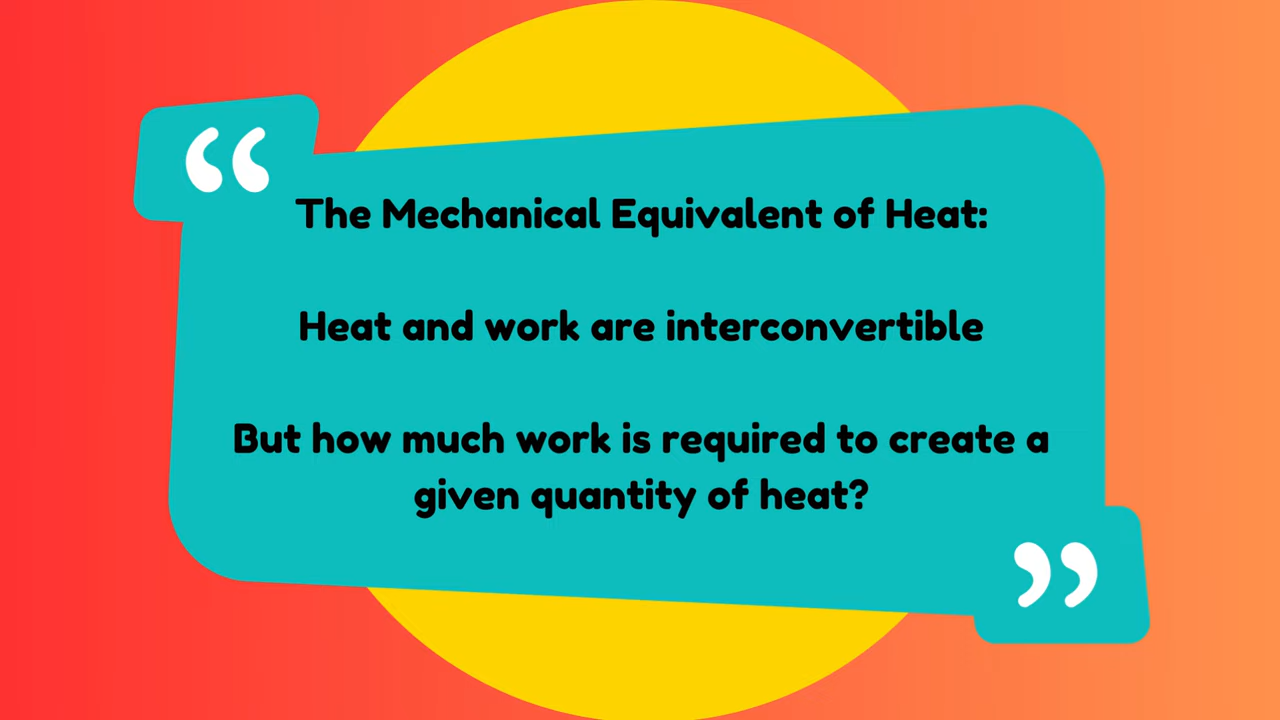 The Mechanical Equivalent of Heat:
Heat and work are interconvertible
But how much work is required to create a
given quantity of heat?